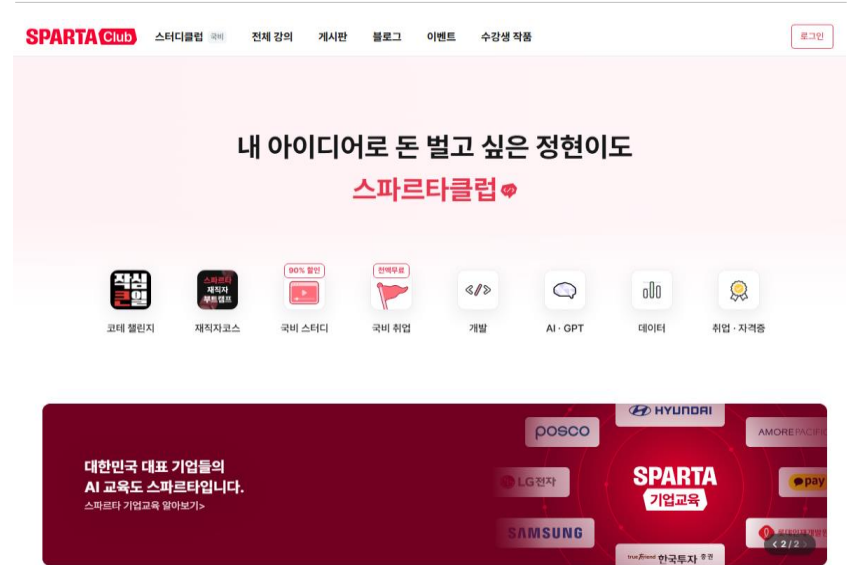 SPARTA Club 스터디클럽 국비 전체 강의 게시판 블로그 이벤트 수강생 작품 로그인
내 아이디어로 돈 벌고 싶은 정현이도
스파르타클럽
작심
큰일
코테 챌린지
스파르타
재직자
부트캠프
재직자코스
90% 할인
국비 스터디
전액무료
국비 취업
개발
AI · GPT
데이터
취업 · 자격증
대한민국 대표 기업들의
AI 교육도 스파르타입니다.
스파르타 기업교육 알아보기>
HYUNDAI
posco
AMOREPACIFIC
LG전자
SPARTA
기업교육
pay
SAMSUNG
true friend 한국투자 증권
< 2 / 2 >